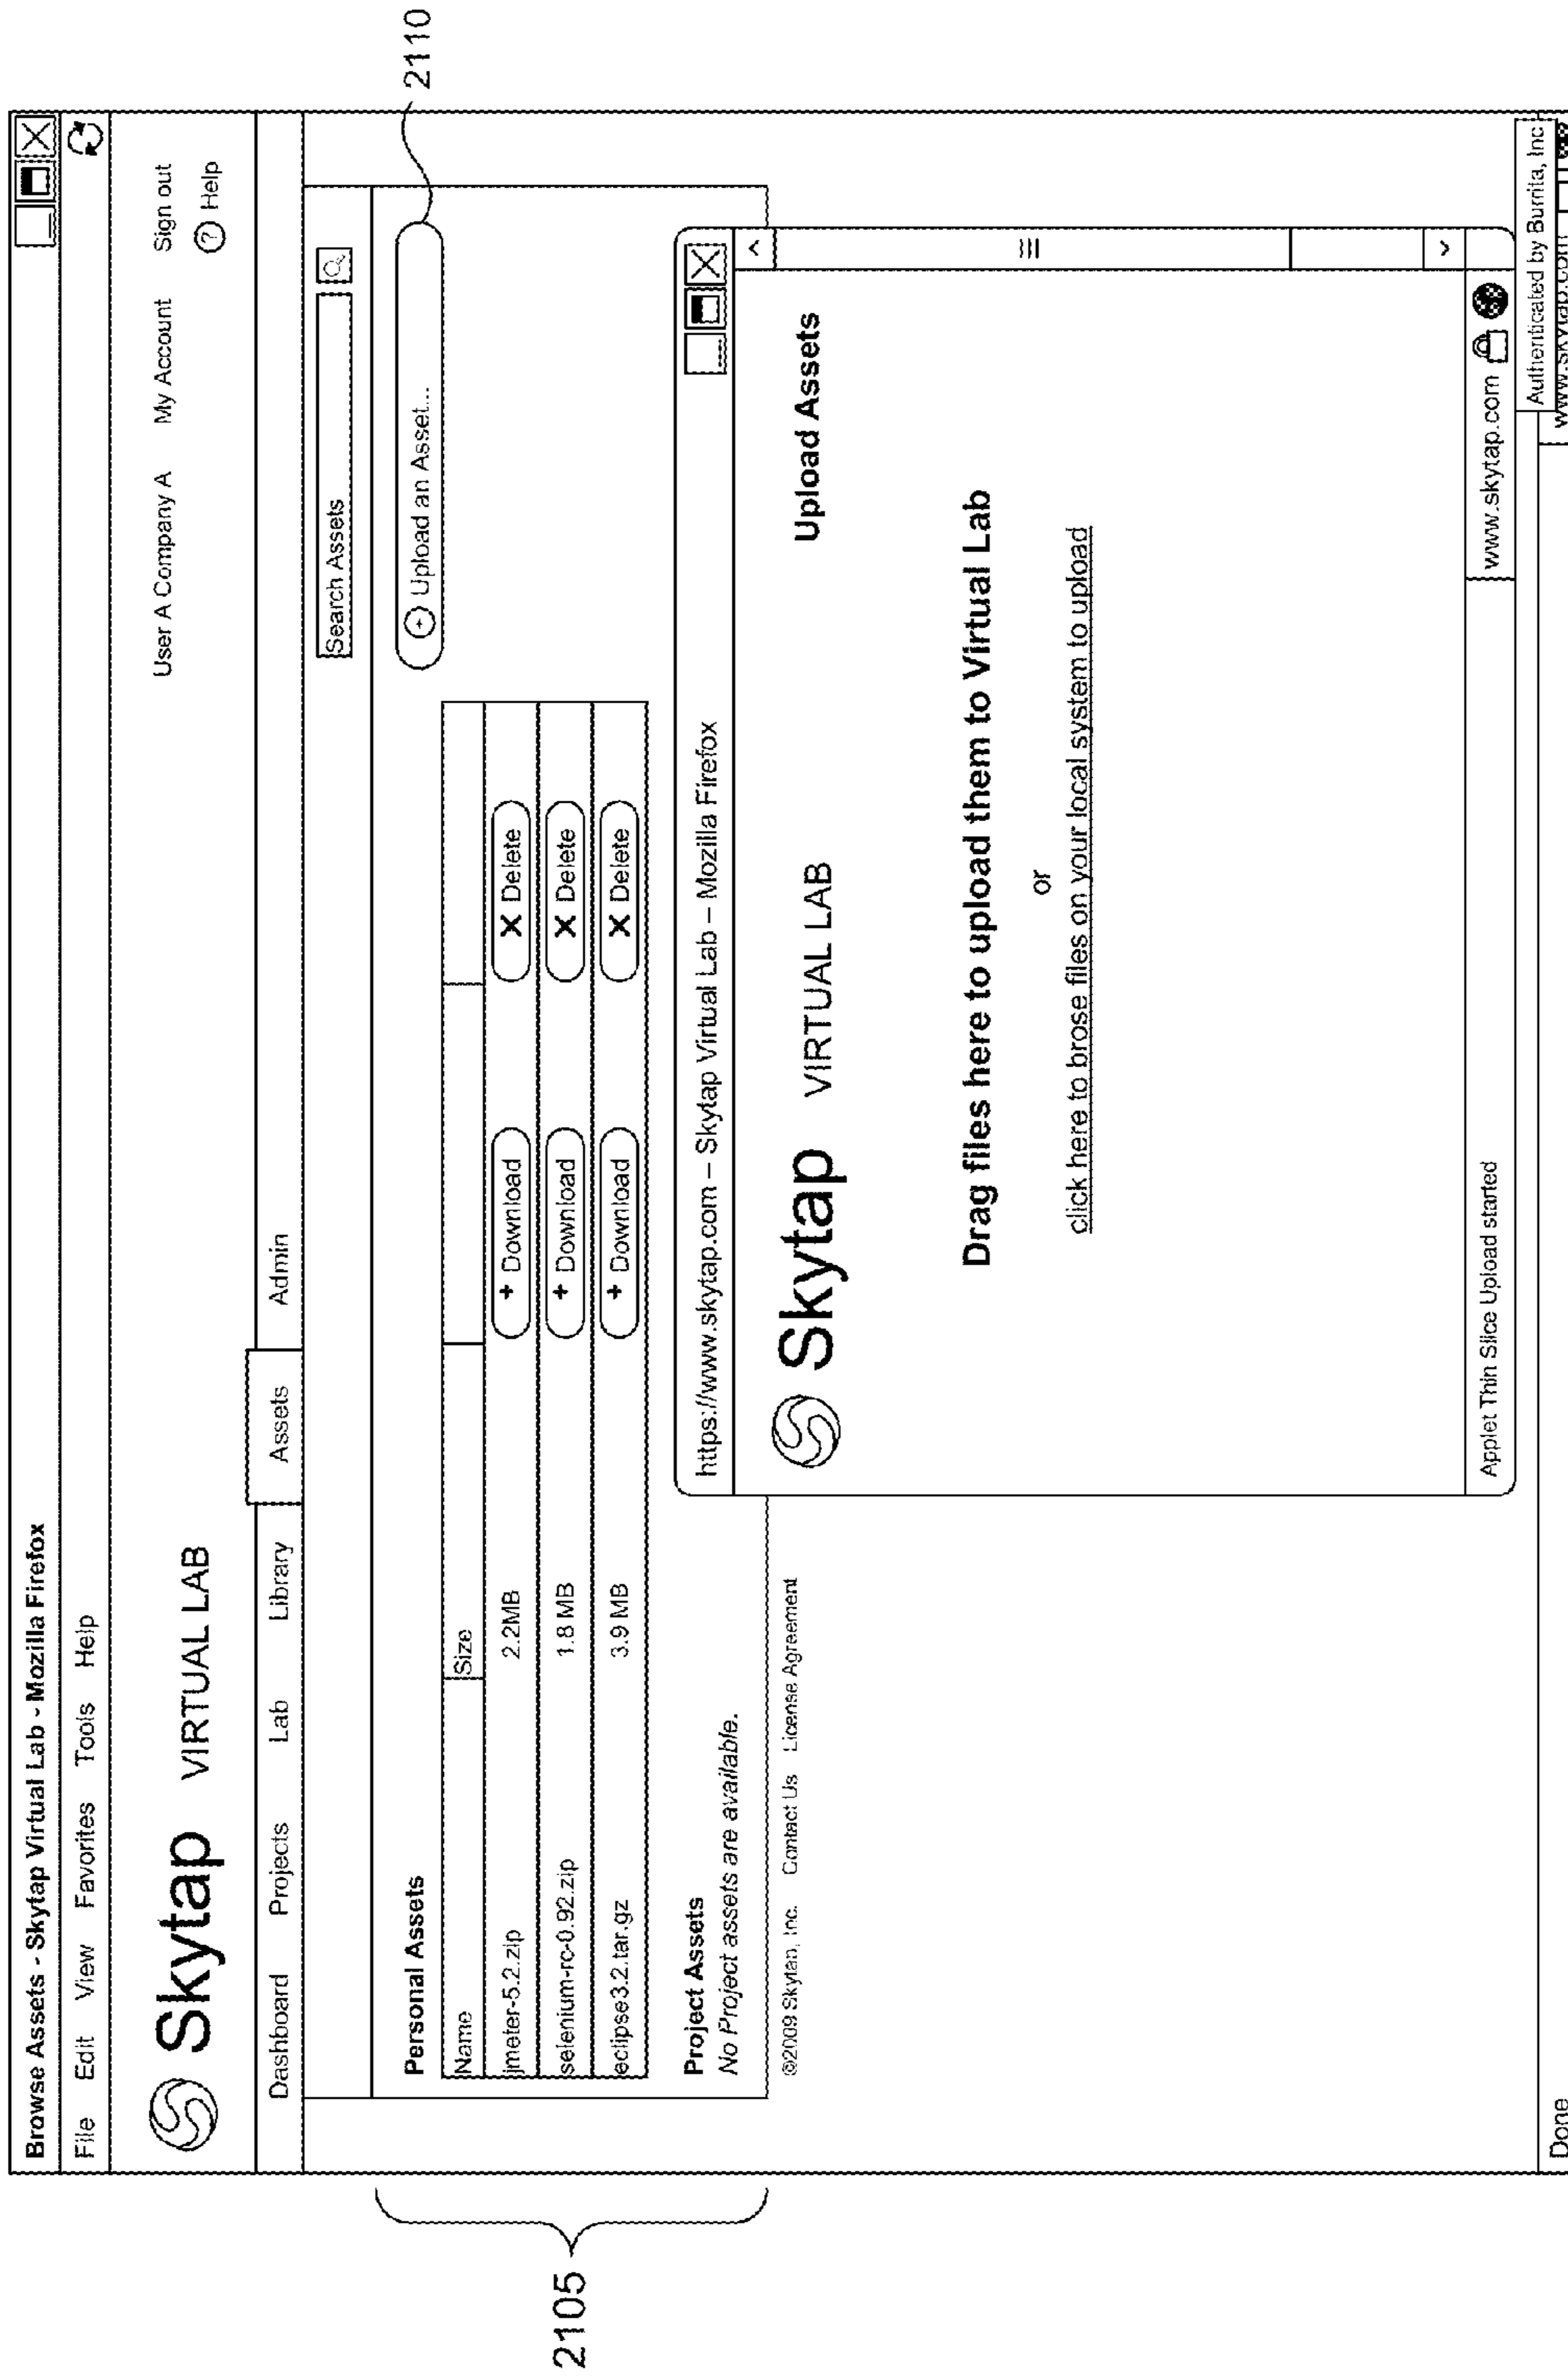 Browse Assets - Skytap Virtual Lab - Mozilla Firefox
File Edit View Favorites Tools Help
Skytap VIRTUAL LAB
User A Company A My Account Sign out
? Help
Dashboard Projects Lab Library Assets Admin
Search Assets
Personal Assets
+ Upload an Asset...
2110
Name Size
jmeter-5.2.zip 2.2MB + Download X Delete
selenium-rc-0.92.zip 1.8 MB + Download X Delete
eclipse3.2.tar.gz 3.9 MB + Download X Delete
2105
Project Assets
No Project assets are available.
©2009 Skytap, Inc. Contact Us License Agreement
https://www.skytap.com – Skytap Virtual Lab – Mozilla Firefox
Skytap VIRTUAL LAB Upload Assets
Drag files here to upload them to Virtual Lab
or
click here to brose files on your local system to upload
Applet Thin Slice Upload started www.skytap.com
Authenticated by Burrita, Inc
Done www.skytap.com